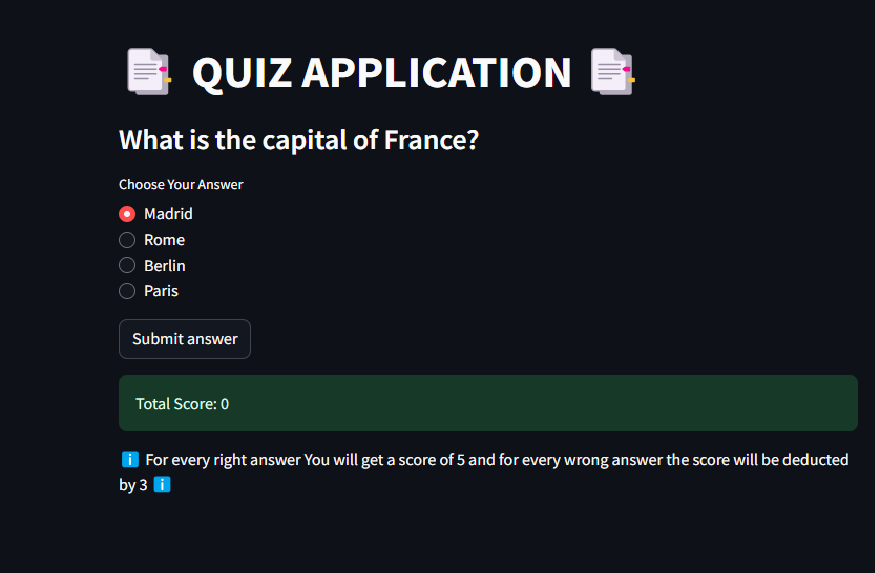 QUIZ APPLICATION
What is the capital of France?
Choose Your Answer
Madrid
Rome
Berlin
Paris
Submit answer
Total Score: 0
For every right answer You will get a score of 5 and for every wrong answer the score will be deducted
by 3